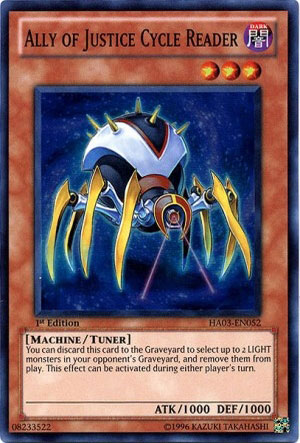 ALLY OF JUSTICE CYCLE READER
DARK
闇
1st Edition
HA03-EN052
[MACHINE / TUNER]
You can discard this card to the Graveyard to select up to 2 LIGHT
monsters in your opponent's Graveyard, and remove them from
play. This effect can be activated during either player's turn.
ATK/1000 DEF/1000
08233522
©1996 KAZUKI TAKAHASHI